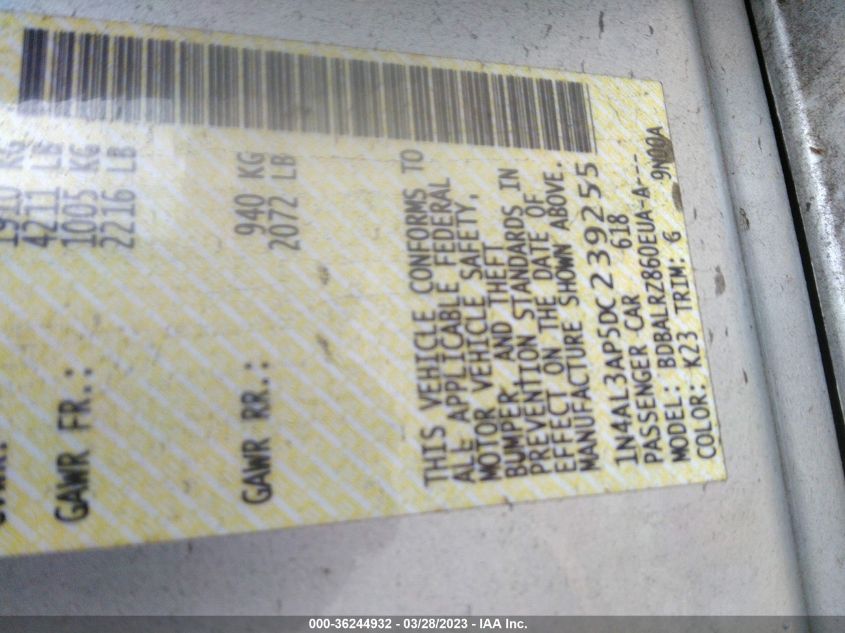 4211 LB
GAWR FR.: 1005 KG
2216 LB
GAWR RR.: 940 KG
2072 LB
THIS VEHICLE CONFORMS TO
ALL APPLICABLE FEDERAL
MOTOR VEHICLE SAFETY,
BUMPER, AND THEFT
PREVENTION STANDARDS IN
EFFECT ON THE DATE OF
MANUFACTURE SHOWN ABOVE.
1N4AL3AP5DC239255
PASSENGER CAR 618
MODEL: BDBALRZ860EUA-A---
COLOR: K23 TRIM: G 9N00A
000-36244932 / 03/28/2023 - IAA Inc.